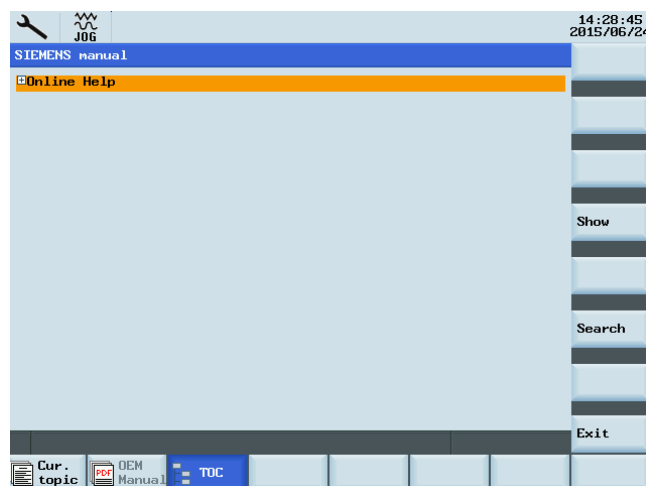 14:28:45
JOG
2015/06/24
SIEMENS manual
Online Help
Show
Search
Exit
Cur.
topic
PDF
OEM
Manual
TOC